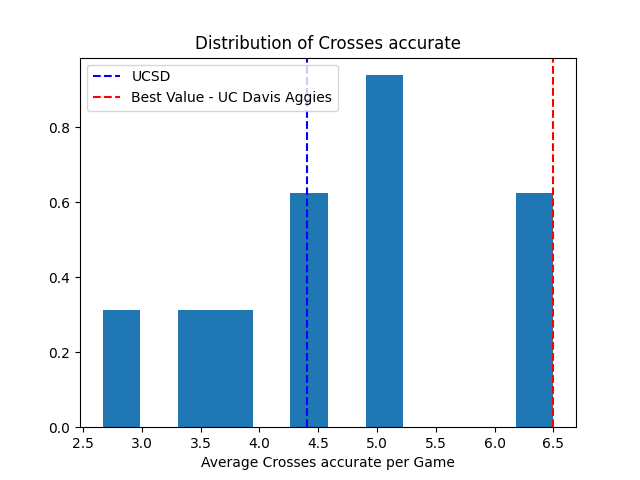 Distribution of Crosses accurate
UCSD
Best Value - UC Davis Aggies
0.8
0.6
0.4
0.2
0.0
2.5 3.0 3.5 4.0 4.5 5.0 5.5 6.0 6.5
Average Crosses accurate per Game